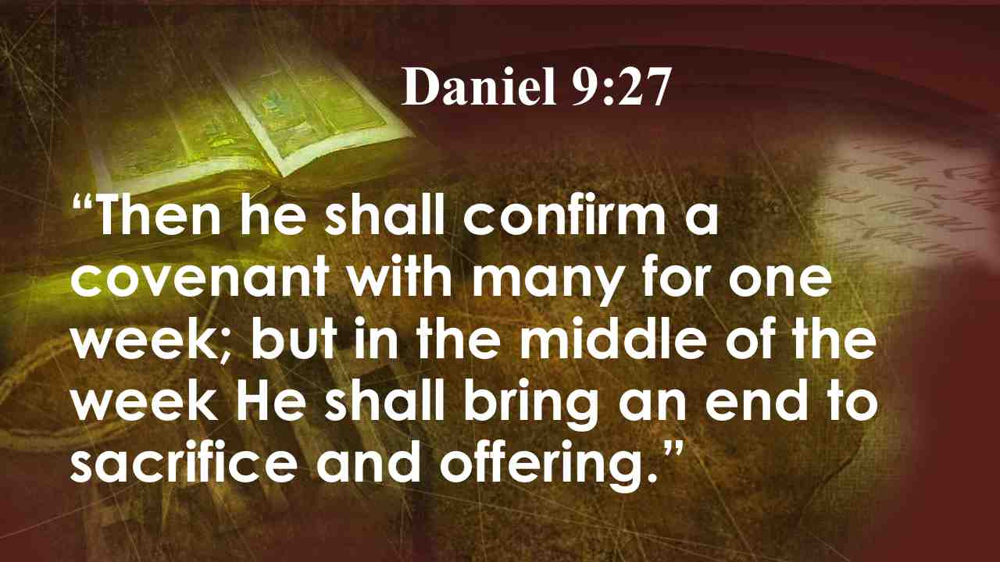 Daniel 9:27
“Then he shall confirm a
covenant with many for one
week; but in the middle of the
week He shall bring an end to
sacrifice and offering.”